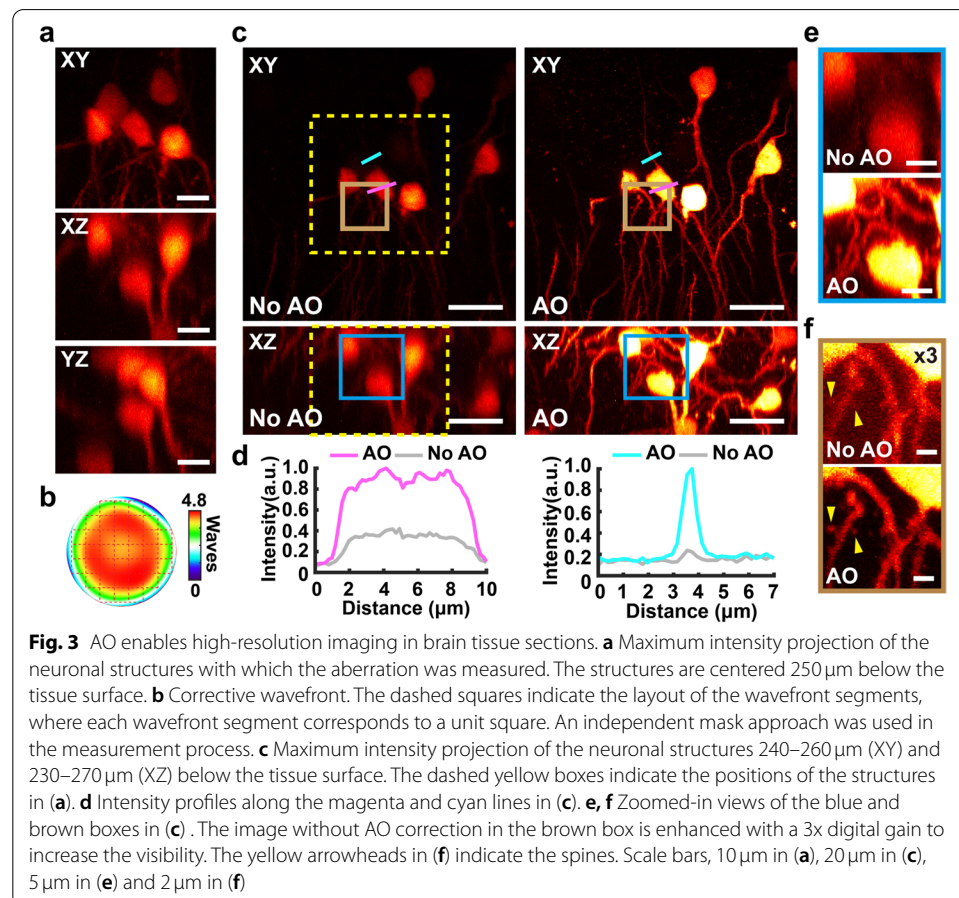 a
XY
XZ
YZ
b
4.8
Waves
0
c
XY
No AO
XY
AO
XZ
No AO
XZ
AO
d
AO No AO
Intensity(a.u.)
1.0
0.8
0.6
0.4
0.2
0
0 2 4 6 8 10
Distance (µm)
AO No AO
Intensity(a.u.)
1.0
0.8
0.6
0.4
0.2
0
0 1 2 3 4 5 6 7
Distance (µm)
e
No AO
AO
f
x3
No AO
AO
Fig. 3 AO enables high-resolution imaging in brain tissue sections. a Maximum intensity projection of the
neuronal structures with which the aberration was measured. The structures are centered 250 µm below the
tissue surface. b Corrective wavefront. The dashed squares indicate the layout of the wavefront segments,
where each wavefront segment corresponds to a unit square. An independent mask approach was used in
the measurement process. c Maximum intensity projection of the neuronal structures 240–260 µm (XY) and
230–270 µm (XZ) below the tissue surface. The dashed yellow boxes indicate the positions of the structures
in (a). d Intensity profiles along the magenta and cyan lines in (c). e, f Zoomed-in views of the blue and
brown boxes in (c) . The image without AO correction in the brown box is enhanced with a 3x digital gain to
increase the visibility. The yellow arrowheads in (f) indicate the spines. Scale bars, 10 µm in (a), 20 µm in (c),
5 µm in (e) and 2 µm in (f)